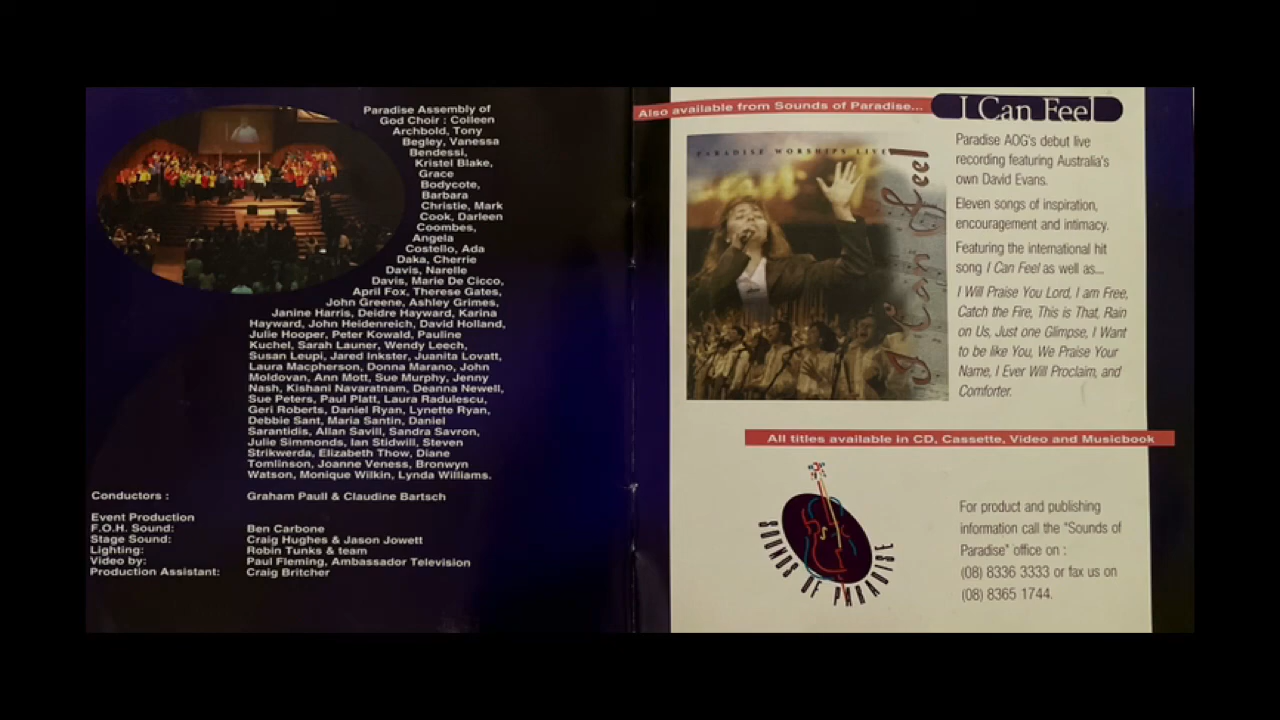 Paradise Assembly of
God Choir : Colleen
Archbold, Tony
Begley, Vanessa
Bendessi,
Kristel Blake,
Grace
Bodycote,
Barbara
Christie, Mark
Cook, Darleen
Coombes,
Angela
Costello, Ada
Daka, Cherrie
Davis, Narelle
Davis, Marie De Cicco,
April Fox, Therese Gates,
John Greene, Ashley Grimes,
Janine Harris, Deidre Hayward, Karina
Hayward, John Heidenreich, David Holland,
Julie Hooper, Peter Kowald, Pauline
Kuchel, Sarah Launer, Wendy Leech,
Susan Leupi, Jared Inkster, Juanita Lovatt,
Laura Macpherson, Donna Marano, John
Moldovan, Ann Mott, Sue Murphy, Jenny
Nash, Kishani Navaratnam, Deanna Newell,
Sue Peters, Paul Platt, Laura Radulescu,
Geri Roberts, Daniel Ryan, Lynette Ryan,
Debbie Sant, Maria Santin, Daniel
Sarantidis, Allan Savill, Sandra Savron,
Julie Simmonds, Ian Stidwill, Steven
Strikwerda, Elizabeth Thow, Diane
Tomlinson, Joanne Veness, Bronwyn
Watson, Monique Wilkin, Lynda Williams.
Conductors : Graham Paull & Claudine Bartsch
Event Production
F.O.H. Sound: Ben Carbone
Stage Sound: Craig Hughes & Jason Jowett
Lighting: Robin Tunks & team
Video by: Paul Fleming, Ambassador Television
Production Assistant: Craig Britcher
Also available from Sounds of Paradise...
I Can Feel
PARADISE WORSHIPS LIVE
I Can Feel
Paradise AOG's debut live
recording featuring Australia's
own David Evans.
Eleven songs of inspiration,
encouragement and intimacy.
Featuring the international hit
song I Can Feel as well as...
I Will Praise You Lord, I am Free,
Catch the Fire, This is That, Rain
on Us, Just one Glimpse, I Want
to be like You, We Praise Your
Name, I Ever Will Proclaim, and
Comforter.
All titles available in CD, Cassette, Video and Musicbook
SOUNDS OF PARADISE
For product and publishing
information call the "Sounds of
Paradise" office on :
(08) 8336 3333 or fax us on
(08) 8365 1744.